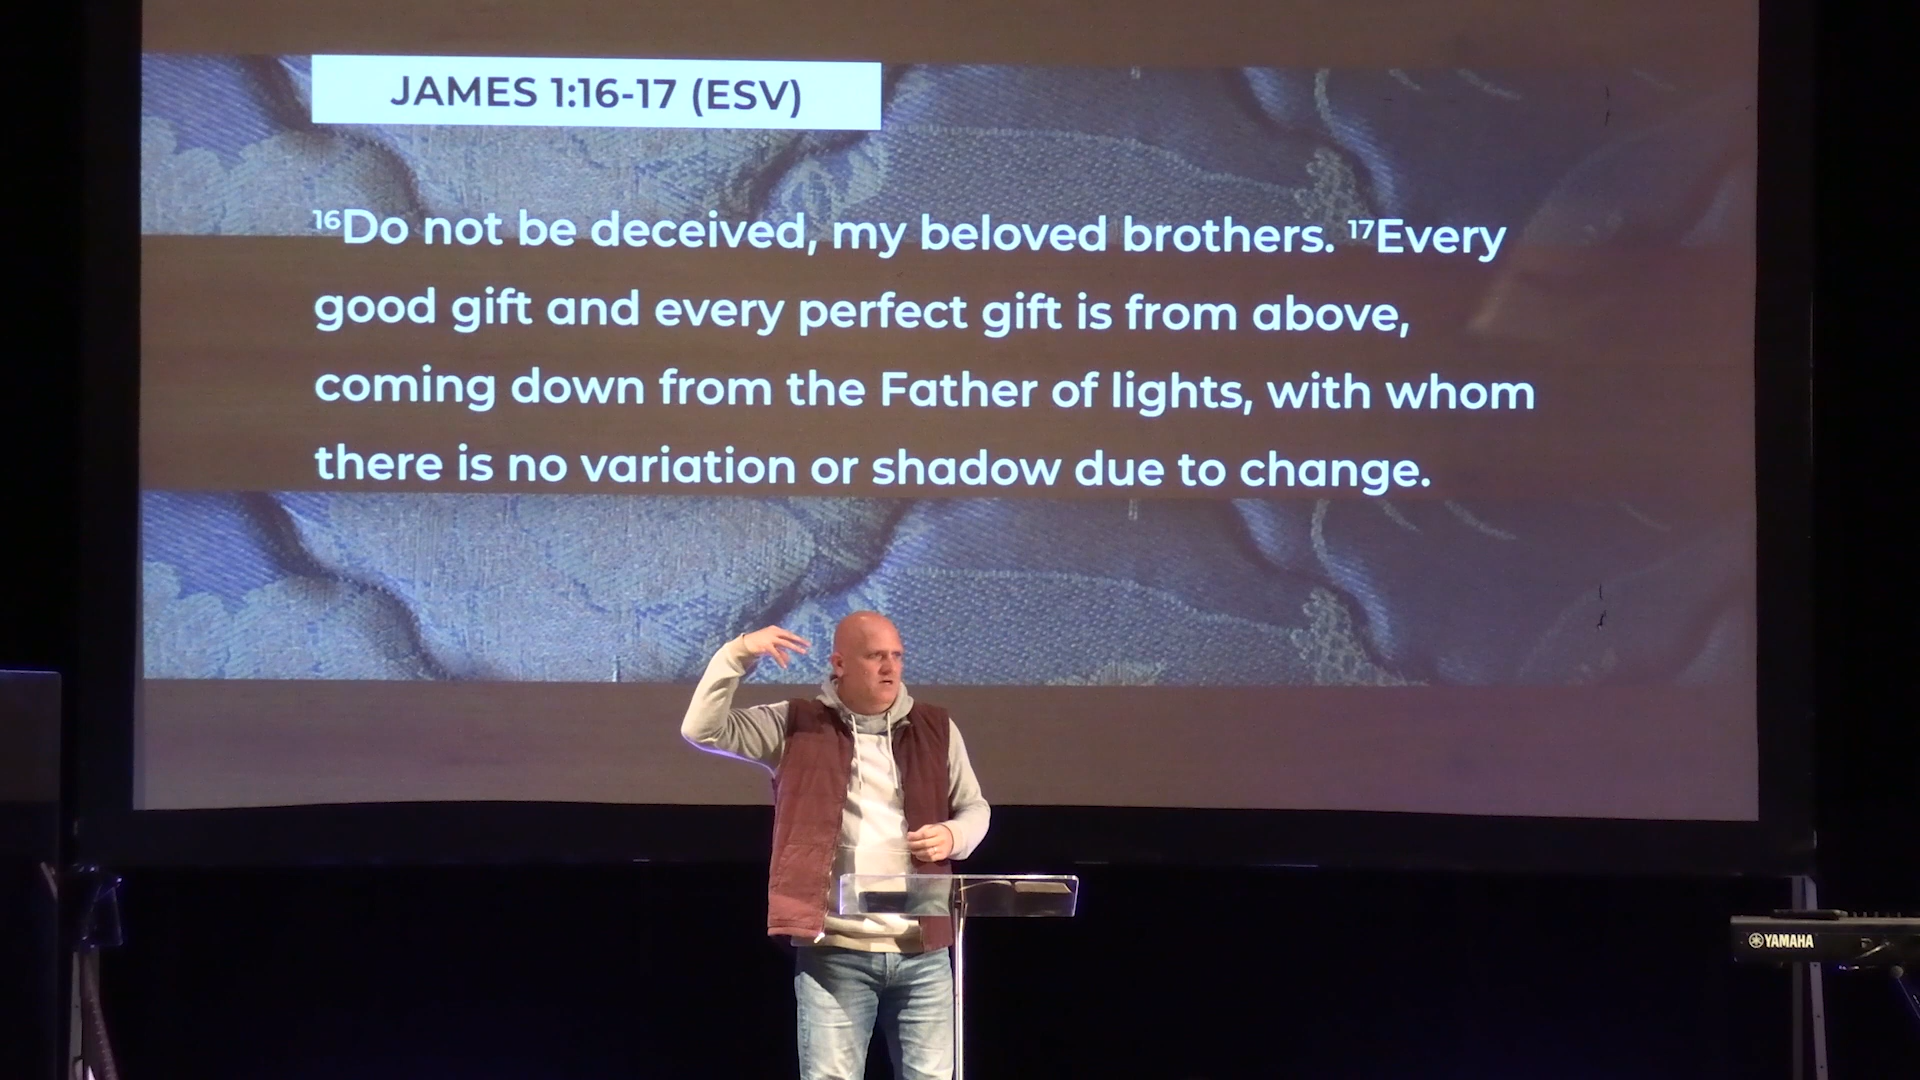 JAMES 1:16-17 (ESV)
¹⁶Do not be deceived, my beloved brothers. ¹⁷Every
good gift and every perfect gift is from above,
coming down from the Father of lights, with whom
there is no variation or shadow due to change.
YAMAHA